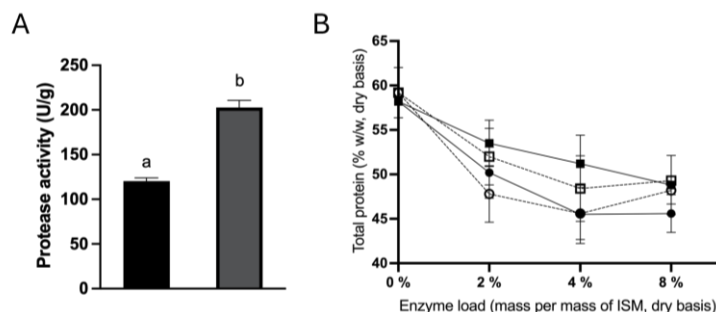 A
Protease activity (U/g)
250
200
150
100
50
0
a
b
B
Total protein (% w/w, dry basis)
65
60
55
50
45
40
0 %
2 %
4 %
8 %
Enzyme load (mass per mass of ISM, dry basis)